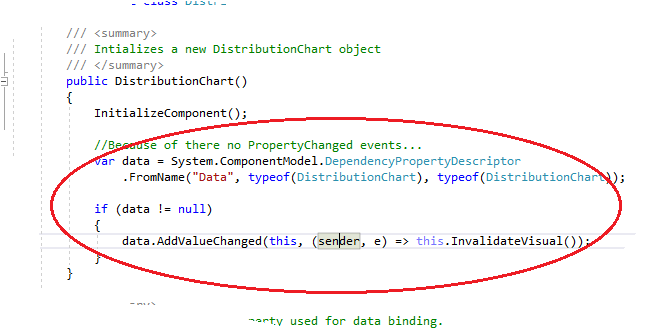 /// <summary>
/// Intializes a new DistributionChart object
/// </summary>
public DistributionChart()
{
InitializeComponent();
//Because of there no PropertyChanged events...
var data = System.ComponentModel.DependencyPropertyDescriptor
.FromName("Data", typeof(DistributionChart), typeof(DistributionChart));
if (data != null)
{
data.AddValueChanged(this, (sender, e) => this.InvalidateVisual());
}
}
used for data binding.